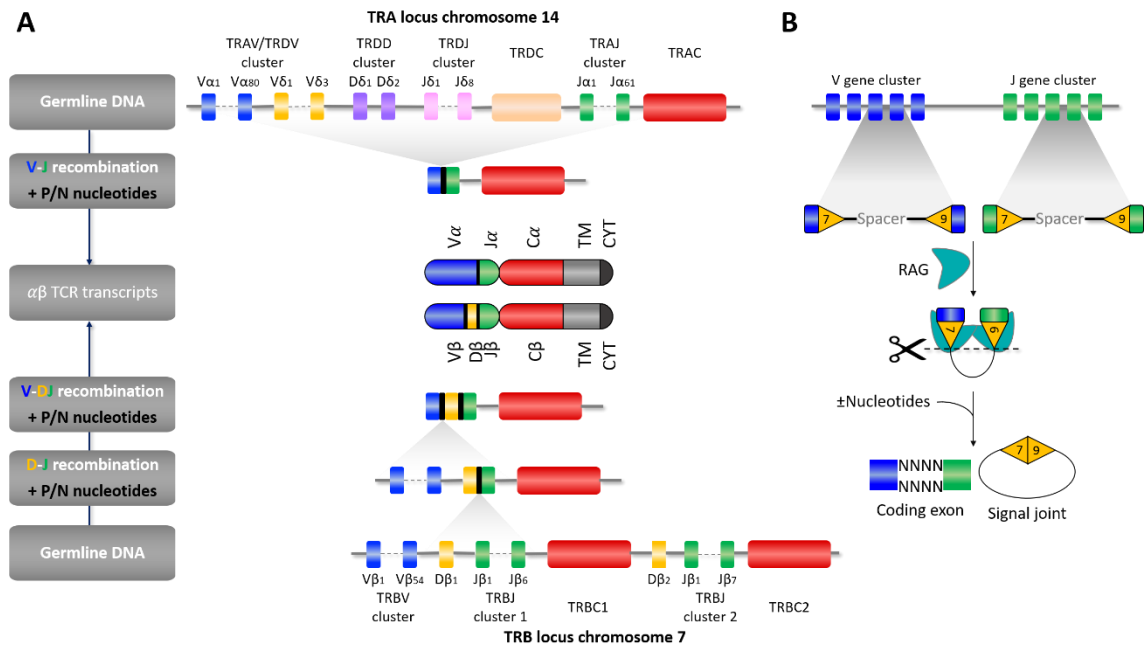 A
TRA locus chromosome 14
TRAV/TRDV
cluster
TRDD
cluster
TRDJ
cluster
TRDC
TRAJ
cluster
TRAC
Vα1
Vα80
Vδ1
Vδ3
Dδ1
Dδ2
Jδ1
Jδ8
Jα1
Jα61
Germline DNA
V-J recombination
+ P/N nucleotides
αβ TCR transcripts
V-DJ recombination
+ P/N nucleotides
D-J recombination
+ P/N nucleotides
Germline DNA
Vα
Jα
Cα
TM
CYT
Vβ
Dβ
Jβ
Cβ
TM
CYT
Vβ1
Vβ54
Dβ1
Jβ1
Jβ6
Dβ2
Jβ1
Jβ7
TRBV
cluster
TRBJ
cluster 1
TRBC1
TRBJ
cluster 2
TRBC2
TRB locus chromosome 7
B
V gene cluster
J gene cluster
7
Spacer
9
7
Spacer
9
RAG
7
9
±Nucleotides
7
9
NNNN
NNNN
Coding exon
Signal joint